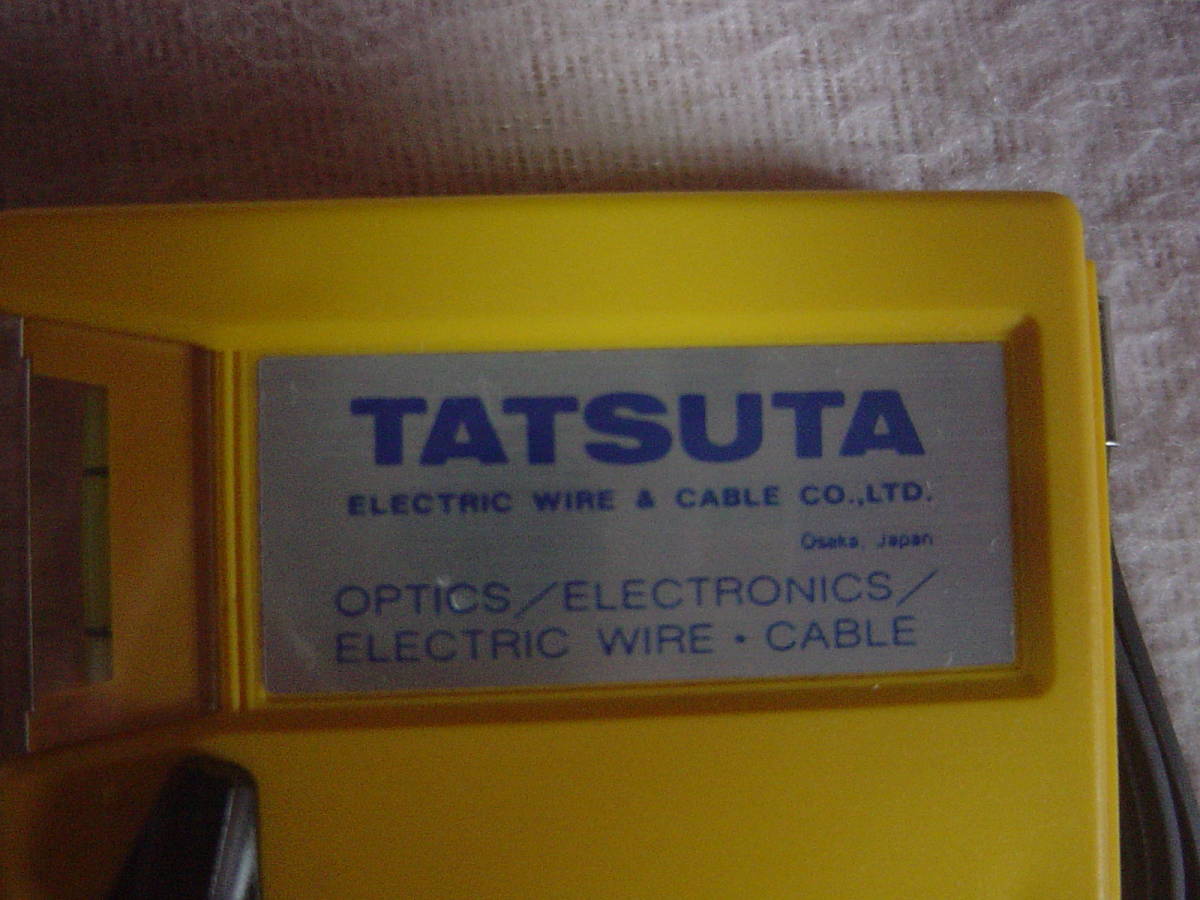 TATSUTA
ELECTRIC WIRE & CABLE CO.,LTD.
Osaka, Japan
OPTICS/ELECTRONICS/
ELECTRIC WIRE・CABLE